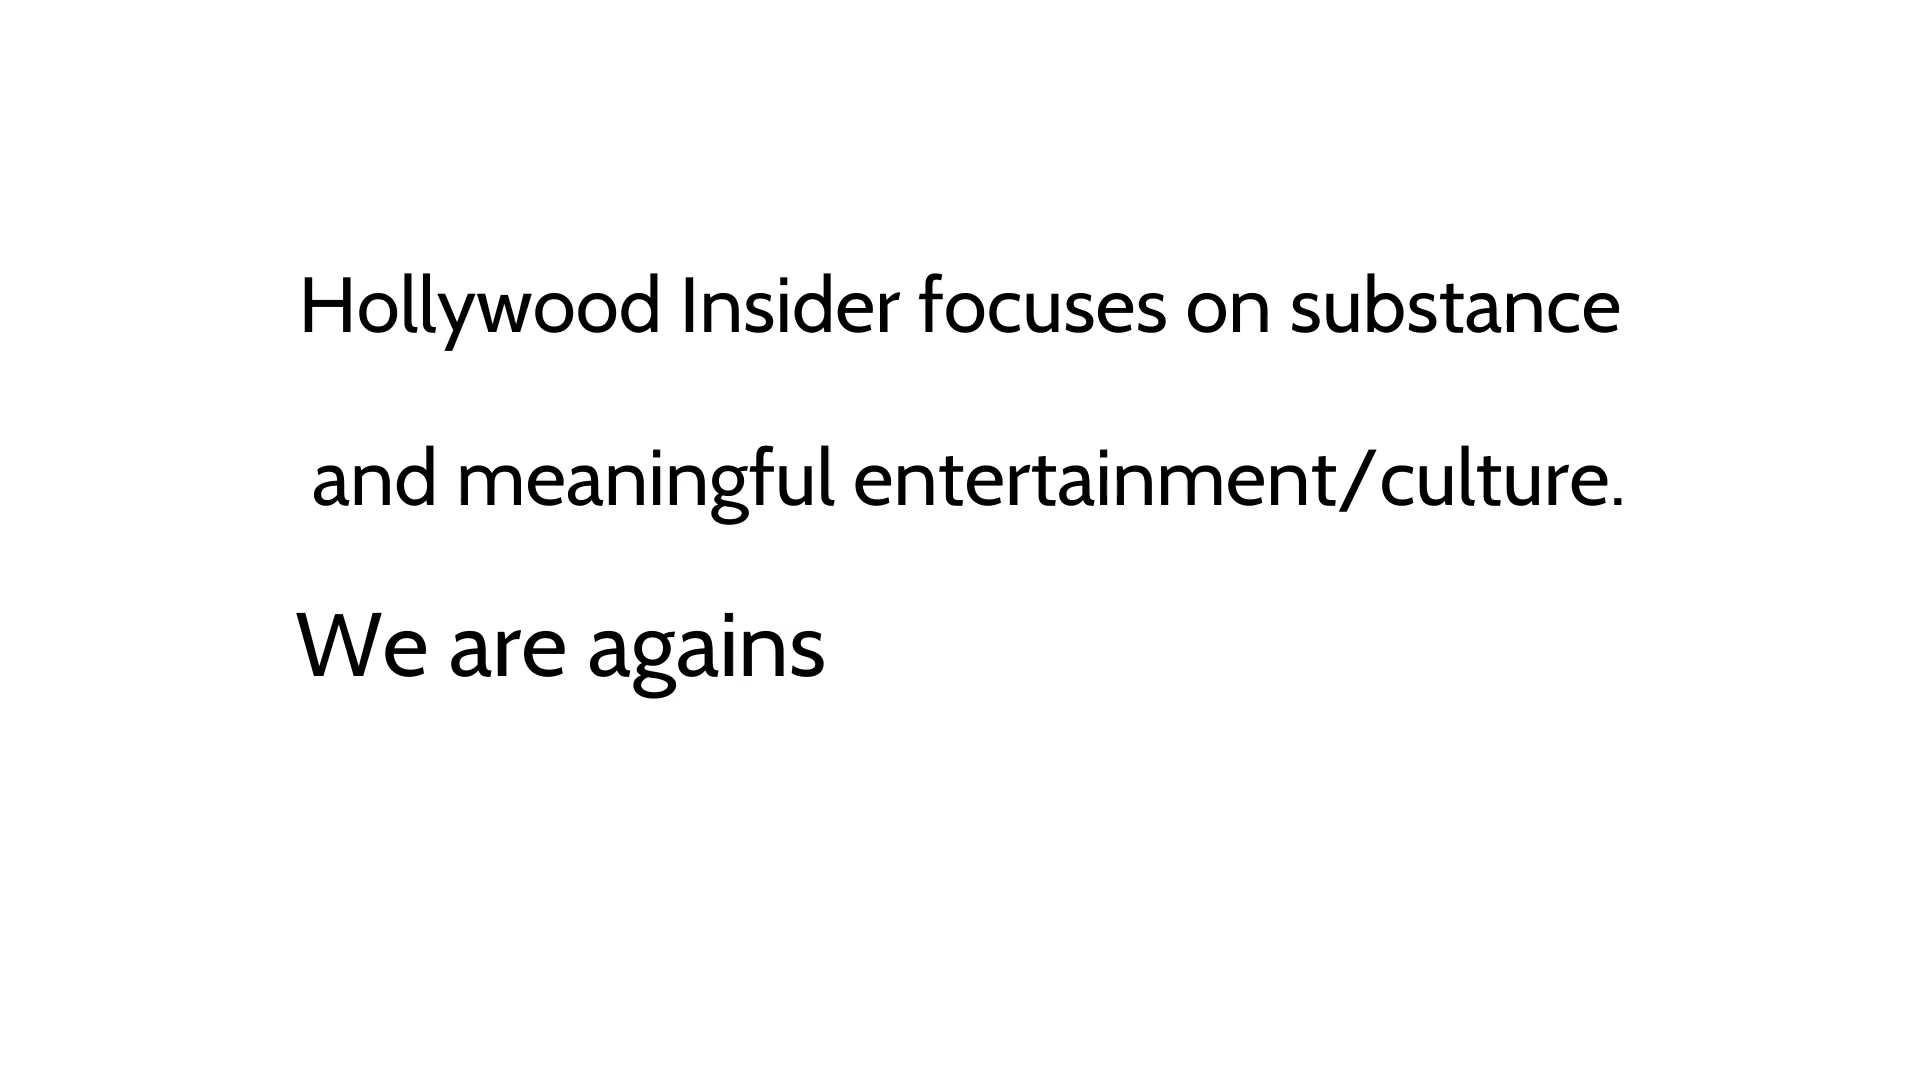 Hollywood Insider focuses on substance
and meaningful entertainment/culture.
We are agains